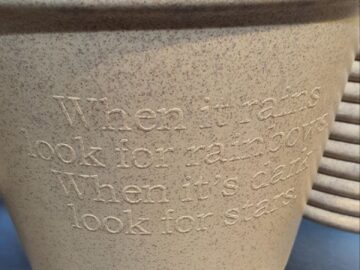 When it rains
look for rainbows
When it's dark
look for stars